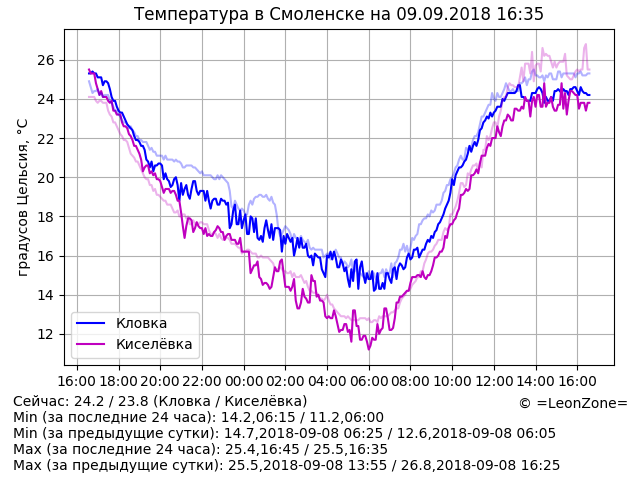 Температура в Смоленске на 09.09.2018 16:35
градусов Цельсия, °C
26
24
22
20
18
16
14
12
Кловка
Киселёвка
16:00 18:00 20:00 22:00 00:00 02:00 04:00 06:00 08:00 10:00 12:00 14:00 16:00
Сейчас: 24.2 / 23.8 (Кловка / Киселёвка)
© =LeonZone=
Min (за последние 24 часа): 14.2,06:15 / 11.2,06:00
Min (за предыдущие сутки): 14.7,2018-09-08 06:25 / 12.6,2018-09-08 06:05
Max (за последние 24 часа): 25.4,16:45 / 25.5,16:35
Max (за предыдущие сутки): 25.5,2018-09-08 13:55 / 26.8,2018-09-08 16:25